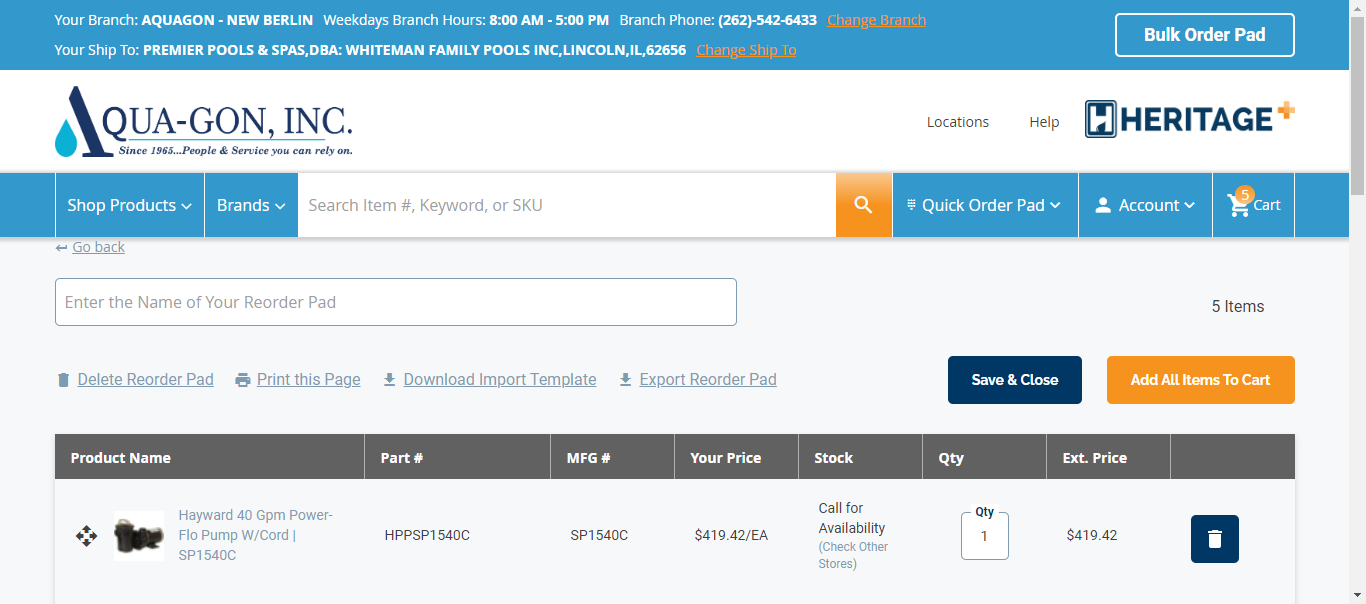 Your Branch: AQUAGON - NEW BERLIN Weekdays Branch Hours: 8:00 AM - 5:00 PM Branch Phone: (262)-542-6433 Change Branch
Your Ship To: PREMIER POOLS & SPAS,DBA: WHITEMAN FAMILY POOLS INC,LINCOLN,IL,62656 Change Ship To
Bulk Order Pad
AQUA-GON, INC.
Since 1965...People & Service you can rely on.
Locations
Help
HERITAGE+
Shop Products
Brands
Search Item #, Keyword, or SKU
Quick Order Pad
Account
5
Cart
Go back
Enter the Name of Your Reorder Pad
5 Items
Delete Reorder Pad
Print this Page
Download Import Template
Export Reorder Pad
Save & Close
Add All Items To Cart
Product Name
Part #
MFG #
Your Price
Stock
Qty
Ext. Price
Hayward 40 Gpm Power-
Flo Pump W/Cord |
SP1540C
HPPSP1540C
SP1540C
$419.42/EA
Call for
Availability
(Check Other
Stores)
Qty
1
$419.42